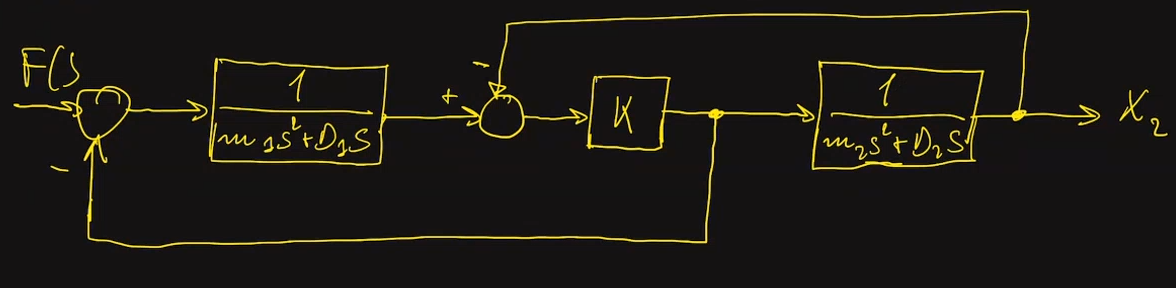 F(s
-
1
m₁s²+D₁s
+
-
K
1
m₂s²+D₂s
X₂